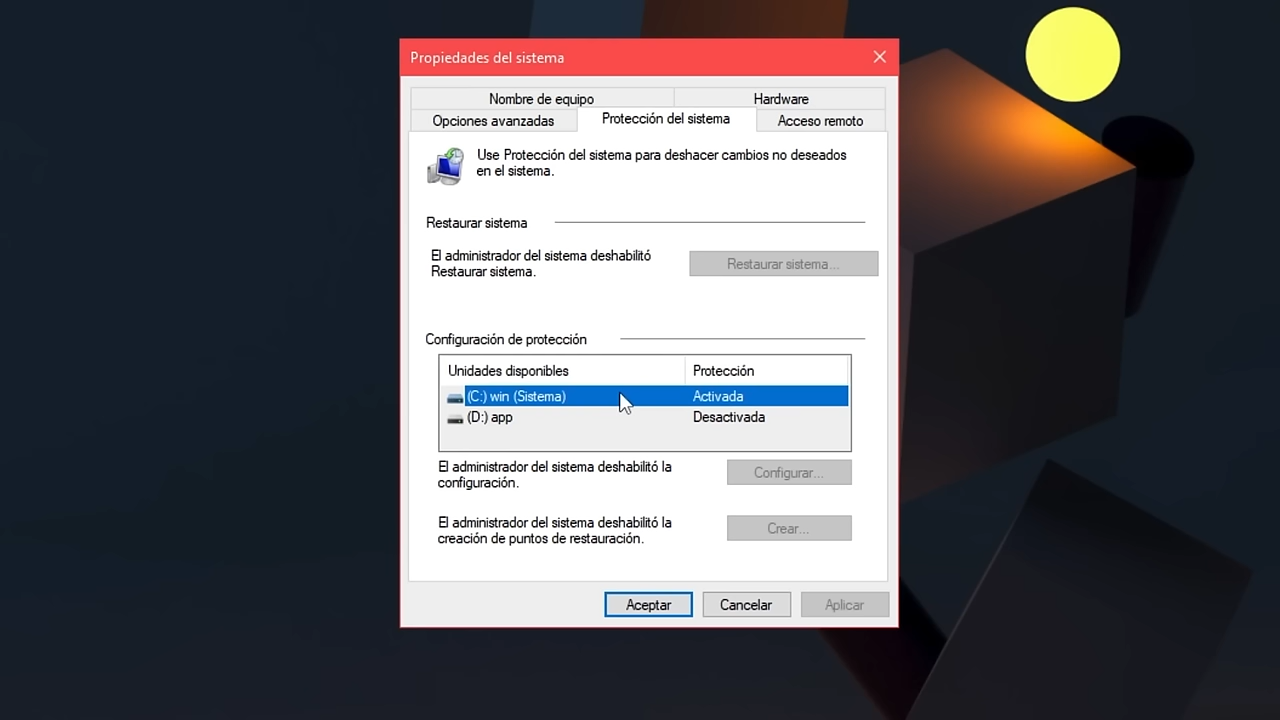 Propiedades del sistema
Nombre de equipo
Hardware
Opciones avanzadas
Protección del sistema
Acceso remoto
Use Protección del sistema para deshacer cambios no deseados
en el sistema.
Restaurar sistema
El administrador del sistema deshabilitó
Restaurar sistema.
Restaurar sistema...
Configuración de protección
Unidades disponibles
Protección
(C:) win (Sistema)
Activada
(D:) app
Desactivada
El administrador del sistema deshabilitó la
configuración.
Configurar...
El administrador del sistema deshabilitó la
creación de puntos de restauración.
Crear...
Aceptar
Cancelar
Aplicar